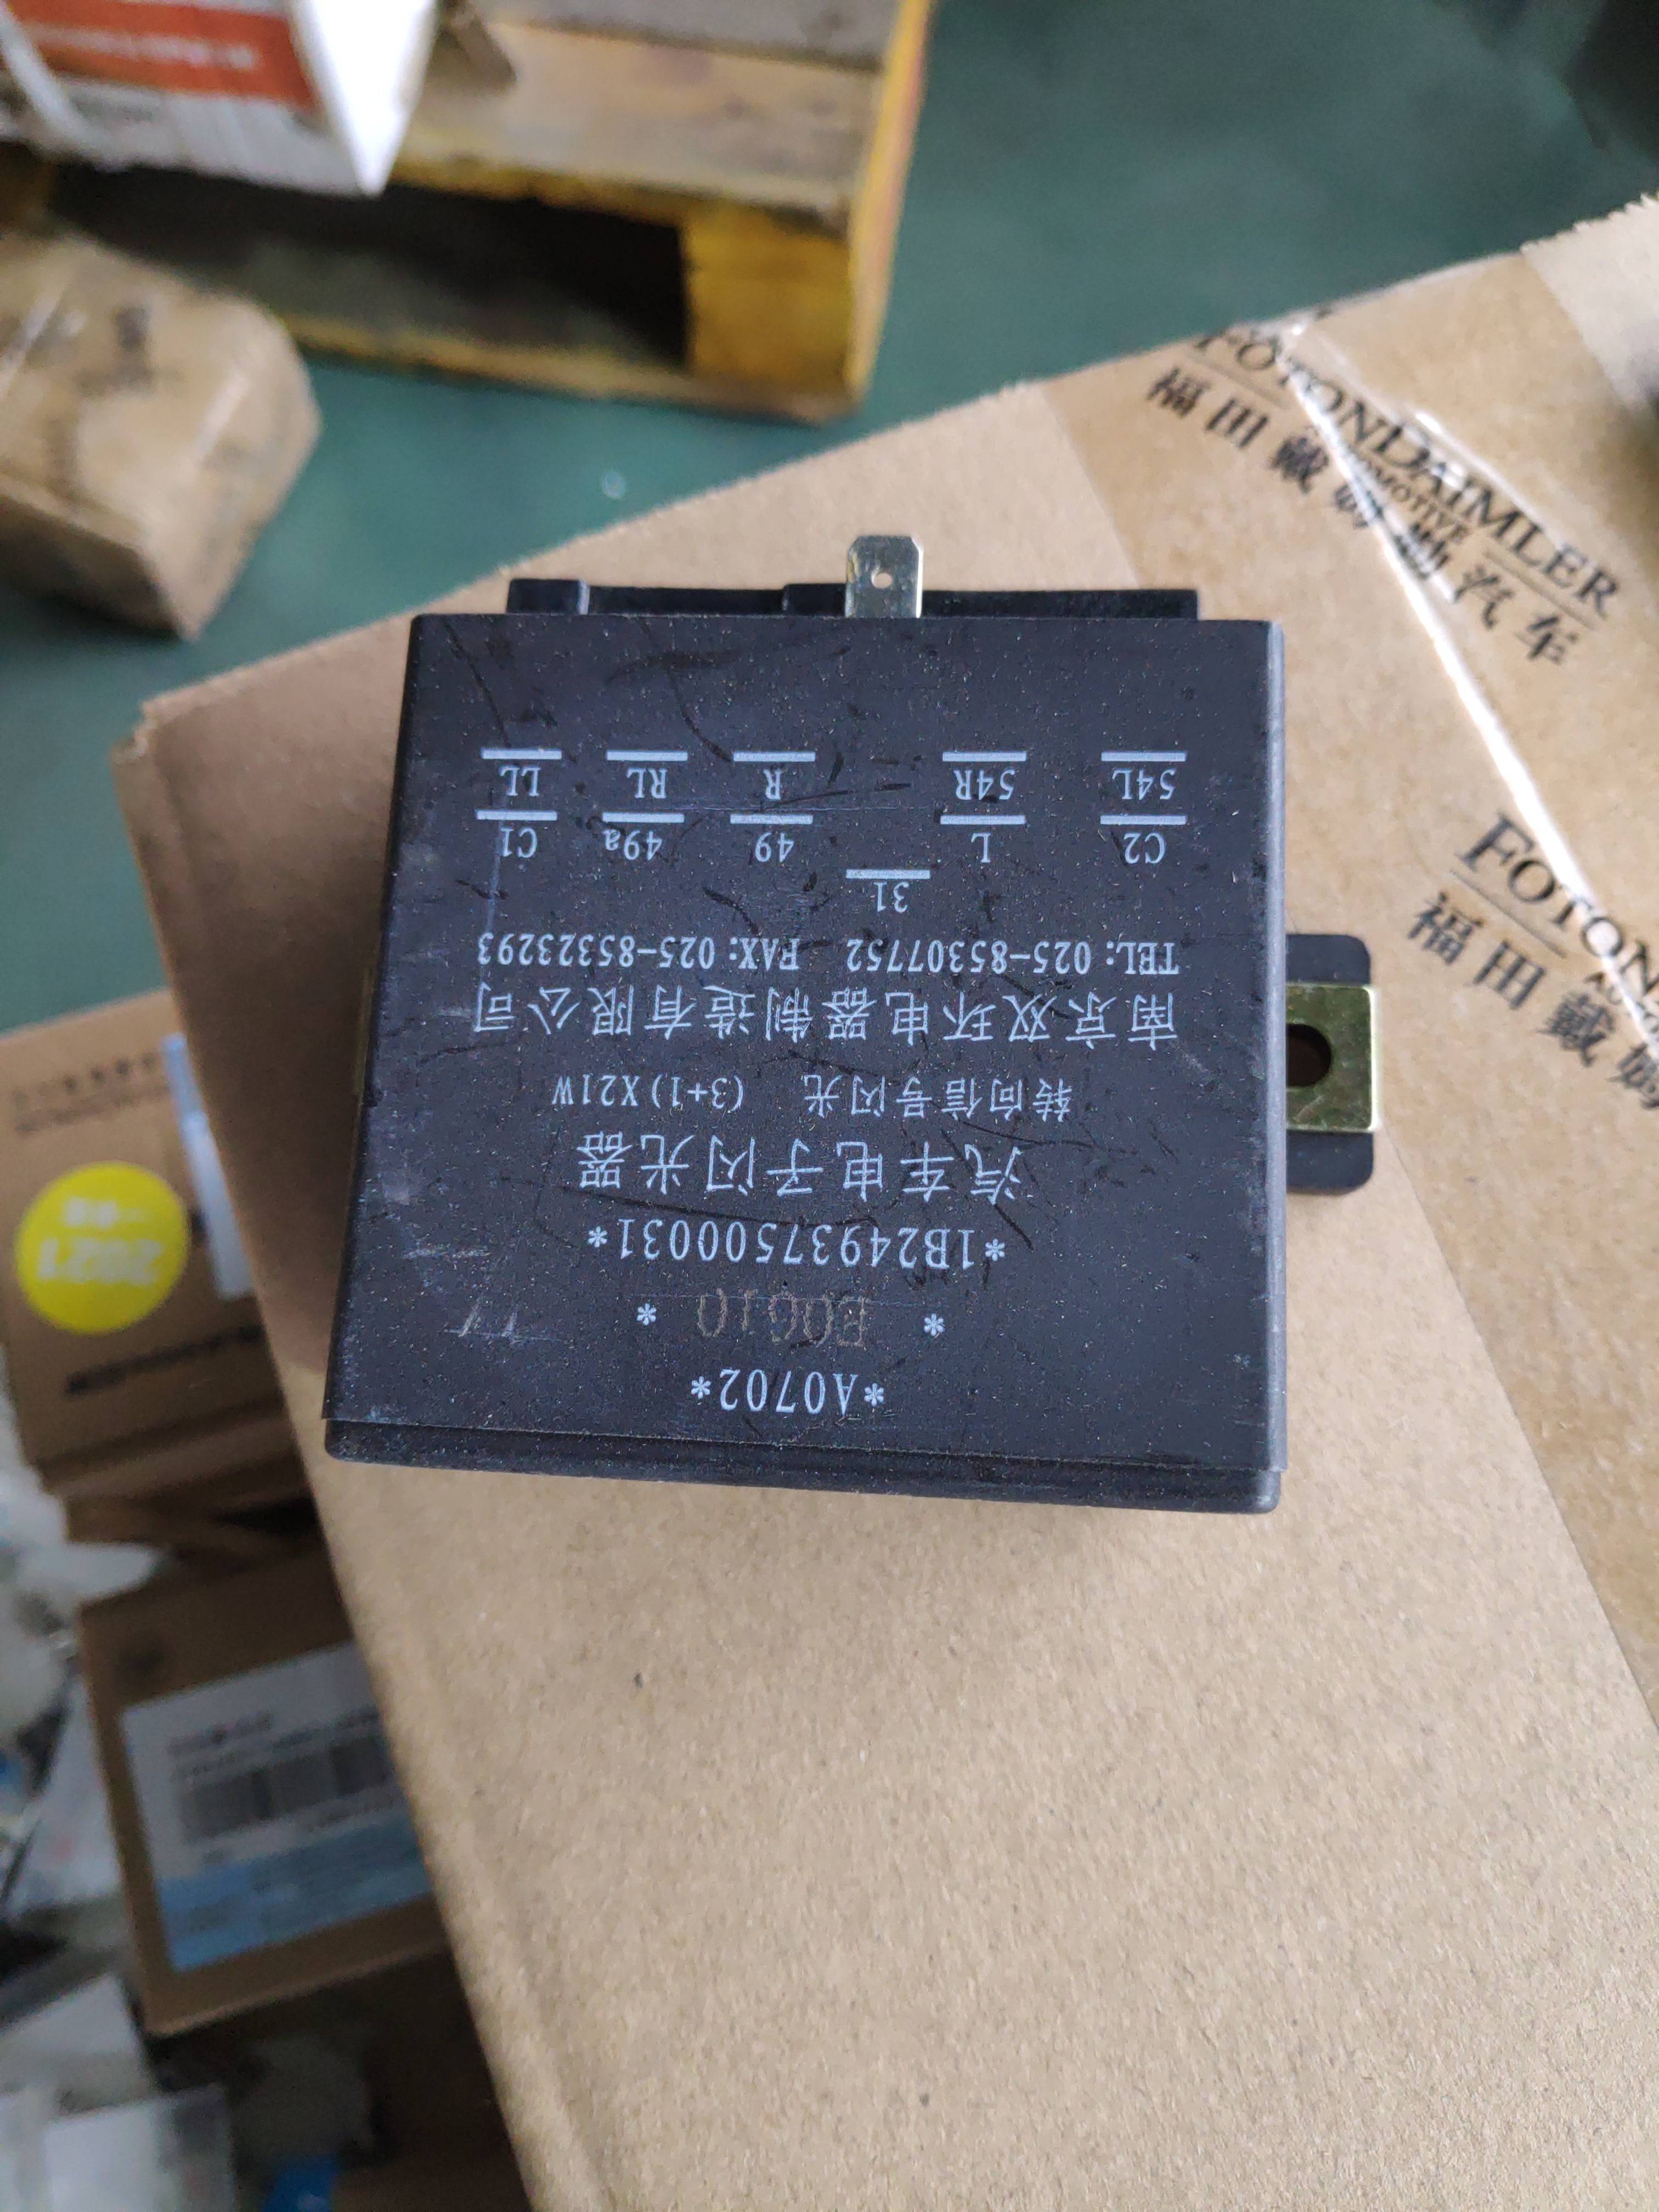 *A0702*
* B0610 *
*1B24937500031*
汽车电子闪光器
转向信号闪光 (3+1)X21W
南京双环电器制造有限公司
TEL: 025-85307752 FAX: 025-85323293
31
C2 L 49 49a C1
54L 54R R RL LL
FOTONDAIMLER
AUTOMOTIVE
福田戴姆勒汽车
FOTON
福田戴姆
2021